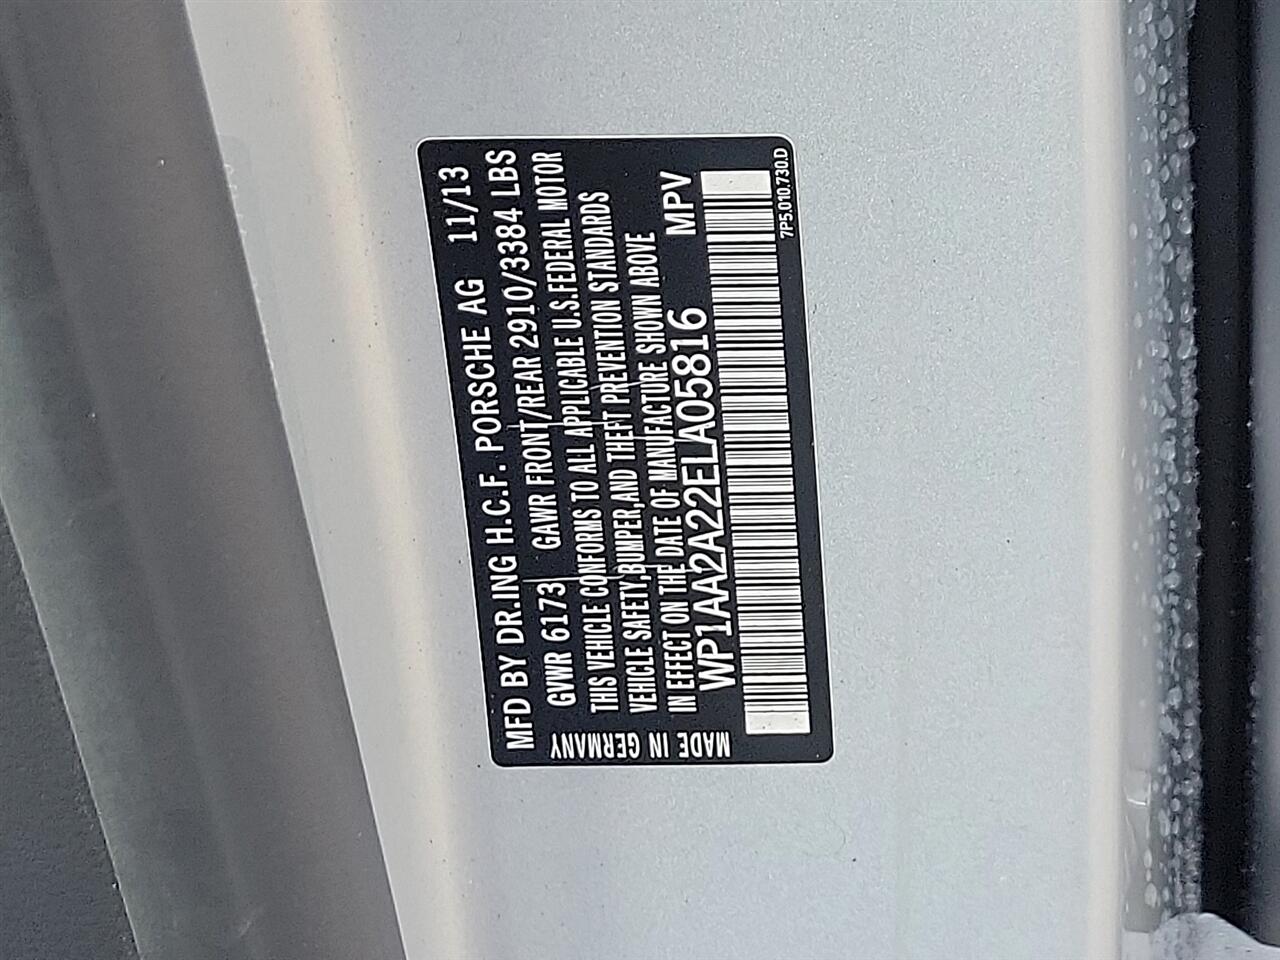 MFD BY DR.ING H.C.F. PORSCHE AG 11/13
GVWR 6173 GAWR FRONT/REAR 2910/3384 LBS
THIS VEHICLE CONFORMS TO ALL APPLICABLE U.S.FEDERAL MOTOR
VEHICLE SAFETY,BUMPER,AND THEFT PREVENTION STANDARDS
IN EFFECT ON THE DATE OF MANUFACTURE SHOWN ABOVE
WP1AA2A22ELA05816 MPV
MADE IN GERMANY
7P5.010.730.D